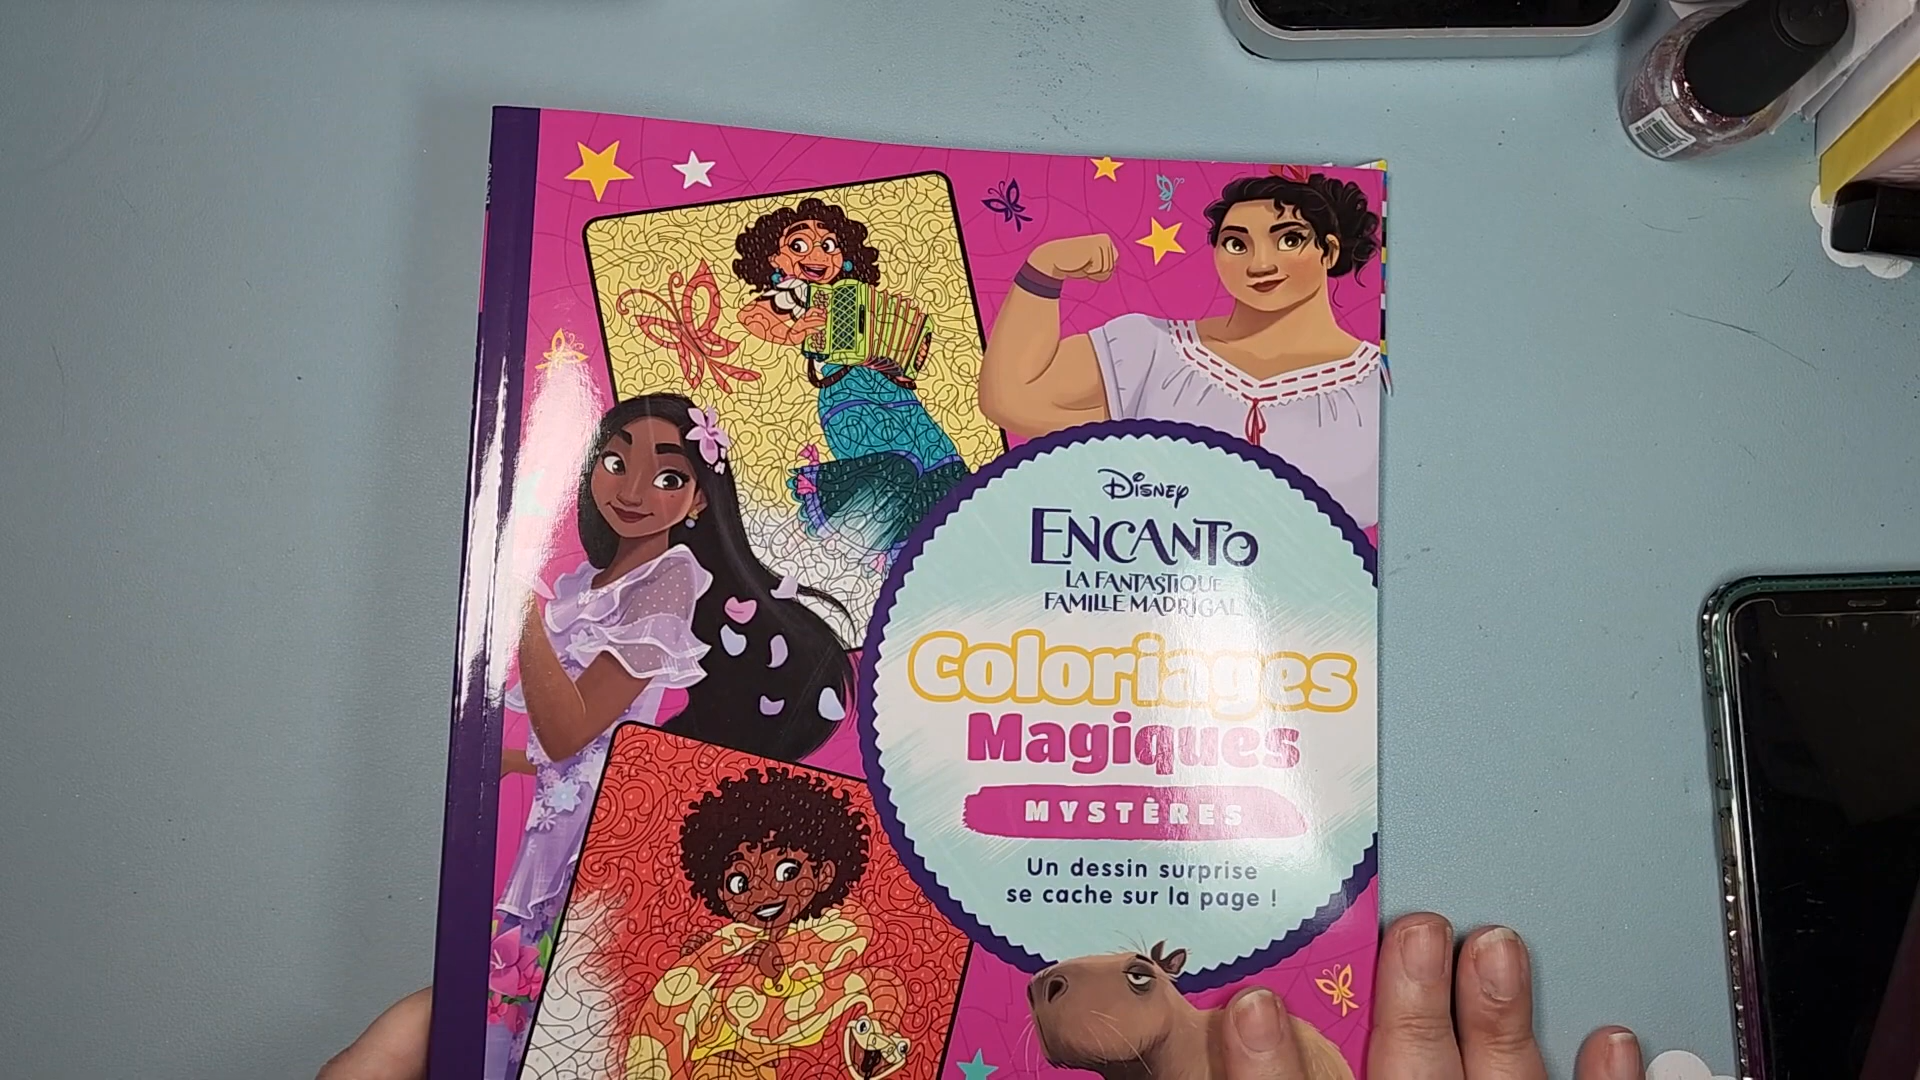 Disney
ENCANTO
LA FANTASTIQUE
FAMILLE MADRIGAL
Coloriages
Magiques
MYSTÈRES
Un dessin surprise
se cache sur la page !